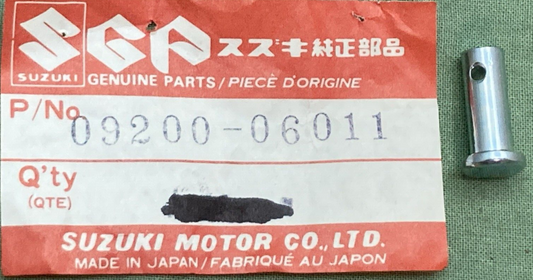 SGP スズキ純正部品
SUZUKI GENUINE PARTS / PIECE D'ORIGINE
P/No. 09200-06011
Q'ty
(QTE)
SUZUKI MOTOR CO., LTD.
MADE IN JAPAN / FABRIQUÉ AU JAPON